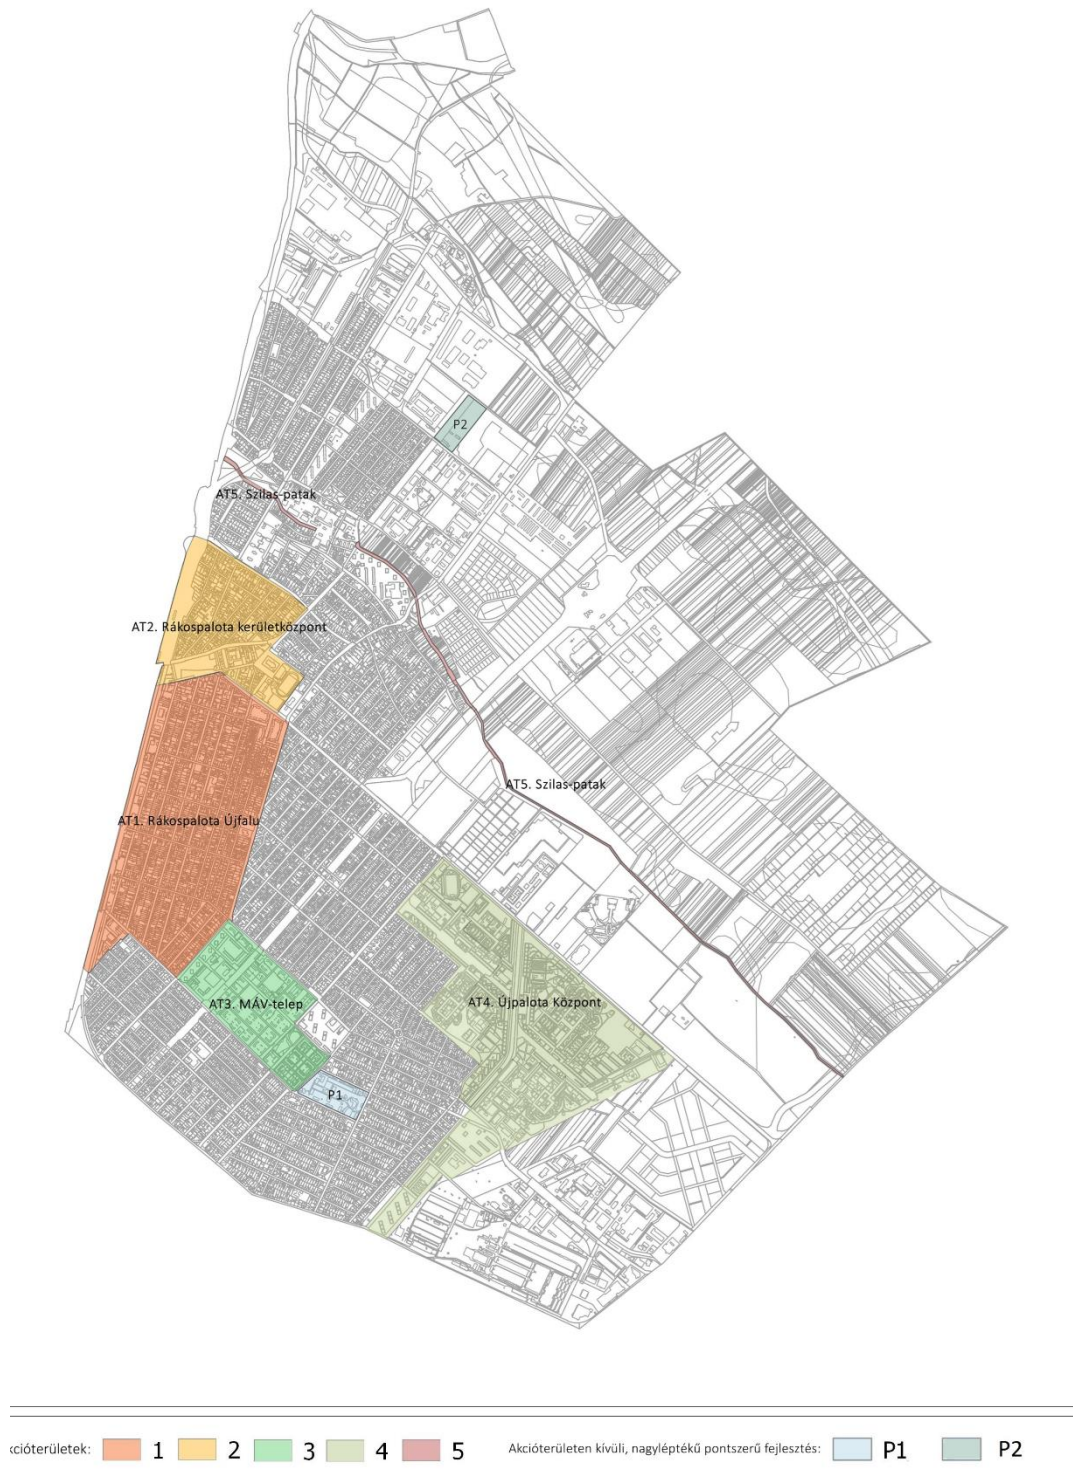 P2
AT5. Szilas-patak
AT2. Rákospalota kerületközpont
AT5. Szilas-patak
AT1. Rákospalota Újfalu
AT3. MÁV-telep
AT4. Újpalota Központ
P1
kcióterületek: 1 2 3 4 5 Akcióterületen kívüli, nagyléptékű pontszerű fejlesztés: P1 P2